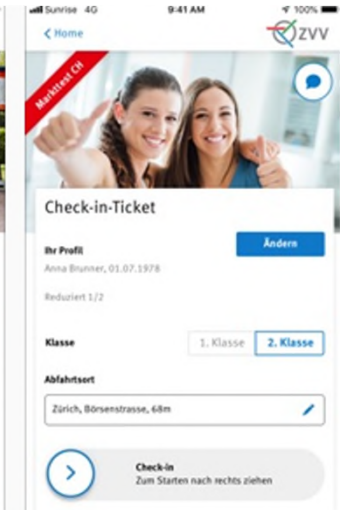 Sunrise 4G 9:41 AM 100%
Home
ZVV
Markttest CH
Check-in-Ticket
Ihr Profil
Ändern
Anna Brunner, 01.07.1978
Reduziert 1/2
Klasse
1. Klasse 2. Klasse
Abfahrtsort
Zürich, Börsenstrasse, 68m
Check-in
Zum Starten nach rechts ziehen